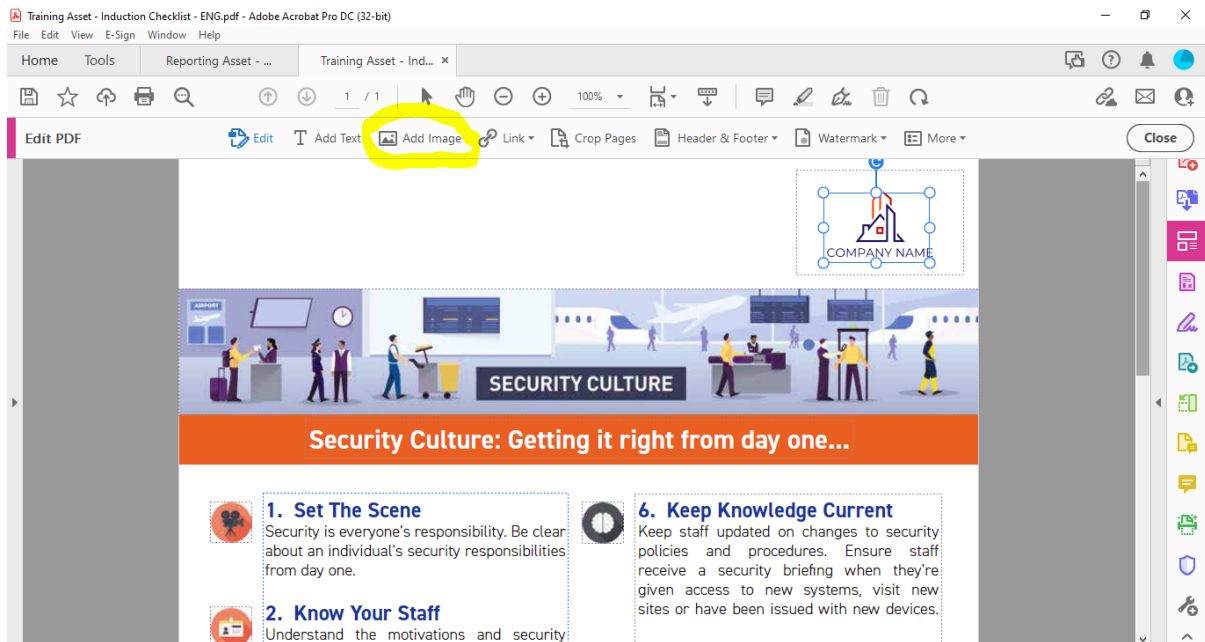 Training Asset - Induction Checklist - ENG.pdf - Adobe Acrobat Pro DC (32-bit)
File Edit View E-Sign Window Help
Home Tools Reporting Asset - ... Training Asset - Ind... ×
1 / 1 100%
Edit PDF Edit Add Text Add Image Link Crop Pages Header & Footer Watermark More Close
COMPANY NAME
AIRPORT
SECURITY CULTURE
Security Culture: Getting it right from day one...
1. Set The Scene
Security is everyone's responsibility. Be clear
about an individual's security responsibilities
from day one.
2. Know Your Staff
Understand the motivations and security
6. Keep Knowledge Current
Keep staff updated on changes to security
policies and procedures. Ensure staff
receive a security briefing when they're
given access to new systems, visit new
sites or have been issued with new devices.